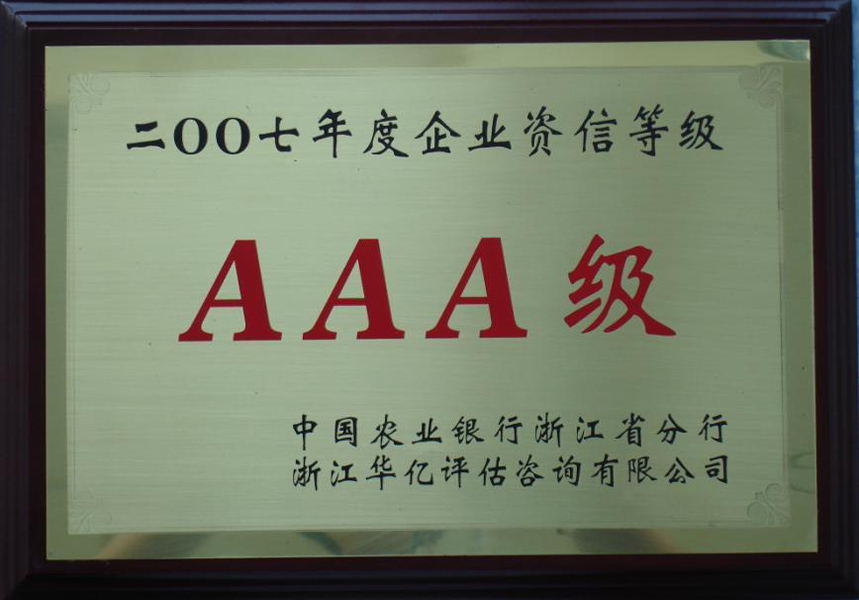 二OO七年度企业资信等级
AAA级
中国农业银行浙江省分行
浙江华亿评估咨询有限公司